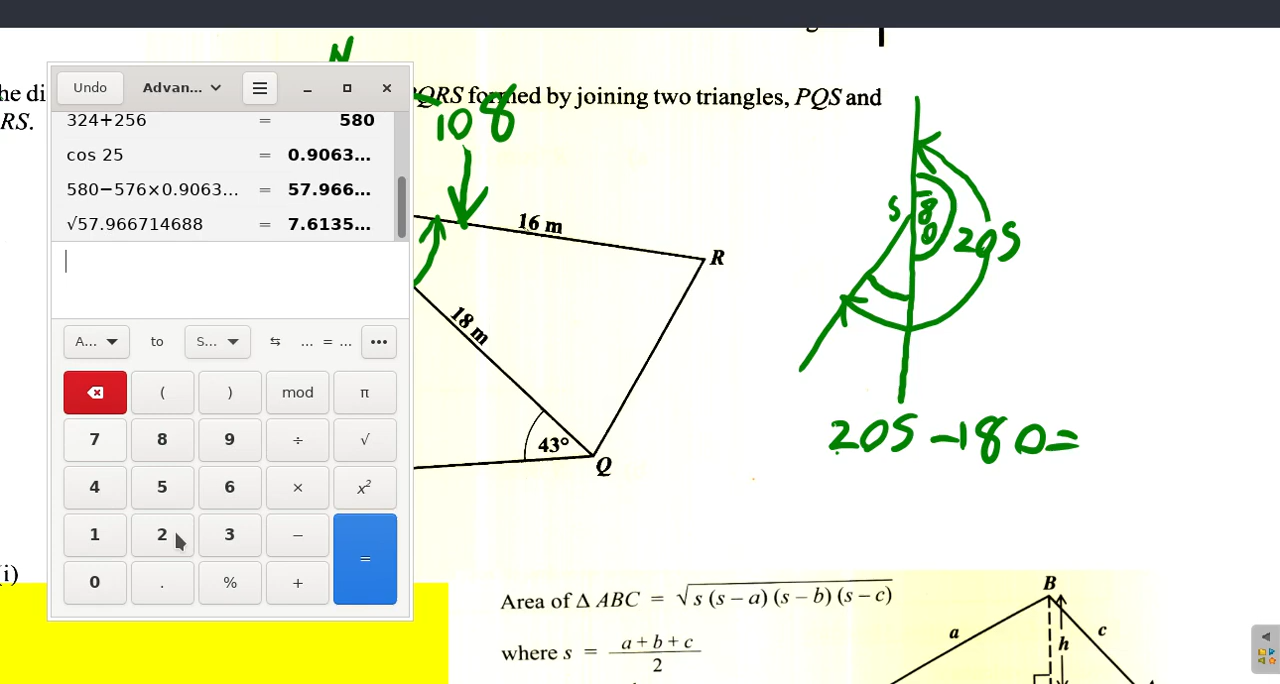 N
he di
QRS formed by joining two triangles, PQS and
RS.
Undo
Advan...
324+256 = 580
cos 25 = 0.9063...
580−576×0.9063... = 57.966...
√57.966714688 = 7.6135...
A... to S... ⇆ ... = ... •••
( ) mod π
7 8 9 ÷ √
4 5 6 × x²
1 2 3 −
0 . % + =
108
16 m
R
18 m
43°
Q
S
180
205
205 − 180 =
i)
Area of Δ ABC = √s (s − a) (s − b) (s − c)
where s = a + b + c
2
B
a
c
h